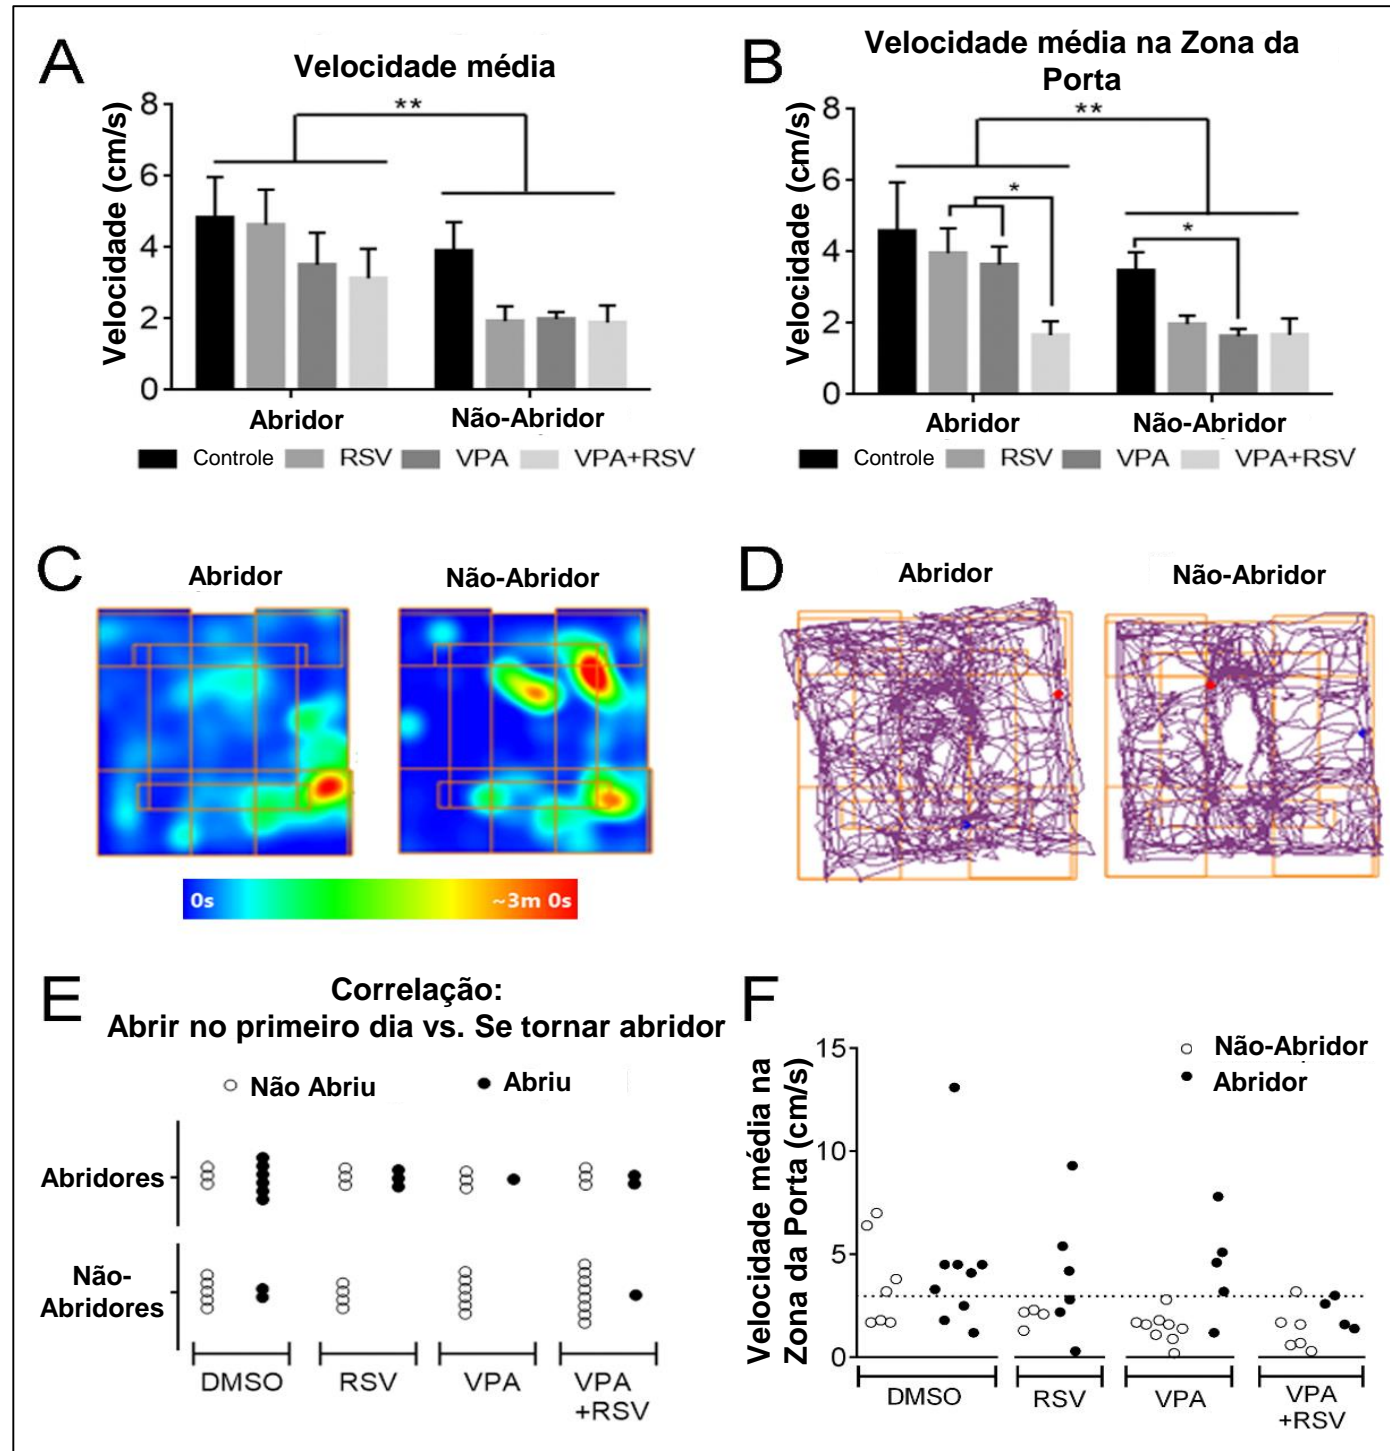 A
Velocidade média
Velocidade (cm/s)
8
6
4
2
0
**
Abridor
Não-Abridor
Controle
RSV
VPA
VPA+RSV
B
Velocidade média na Zona da
Porta
Velocidade (cm/s)
8
6
4
2
0
**
*
*
Abridor
Não-Abridor
Controle
RSV
VPA
VPA+RSV
C
Abridor
Não-Abridor
0s
~3m 0s
D
Abridor
Não-Abridor
E
Correlação:
Abrir no primeiro dia vs. Se tornar abridor
Não Abriu
Abriu
Abridores
Não-
Abridores
DMSO
RSV
VPA
VPA
+RSV
F
Velocidade média na
Zona da Porta (cm/s)
15
10
5
0
Não-Abridor
Abridor
DMSO
RSV
VPA
VPA
+RSV